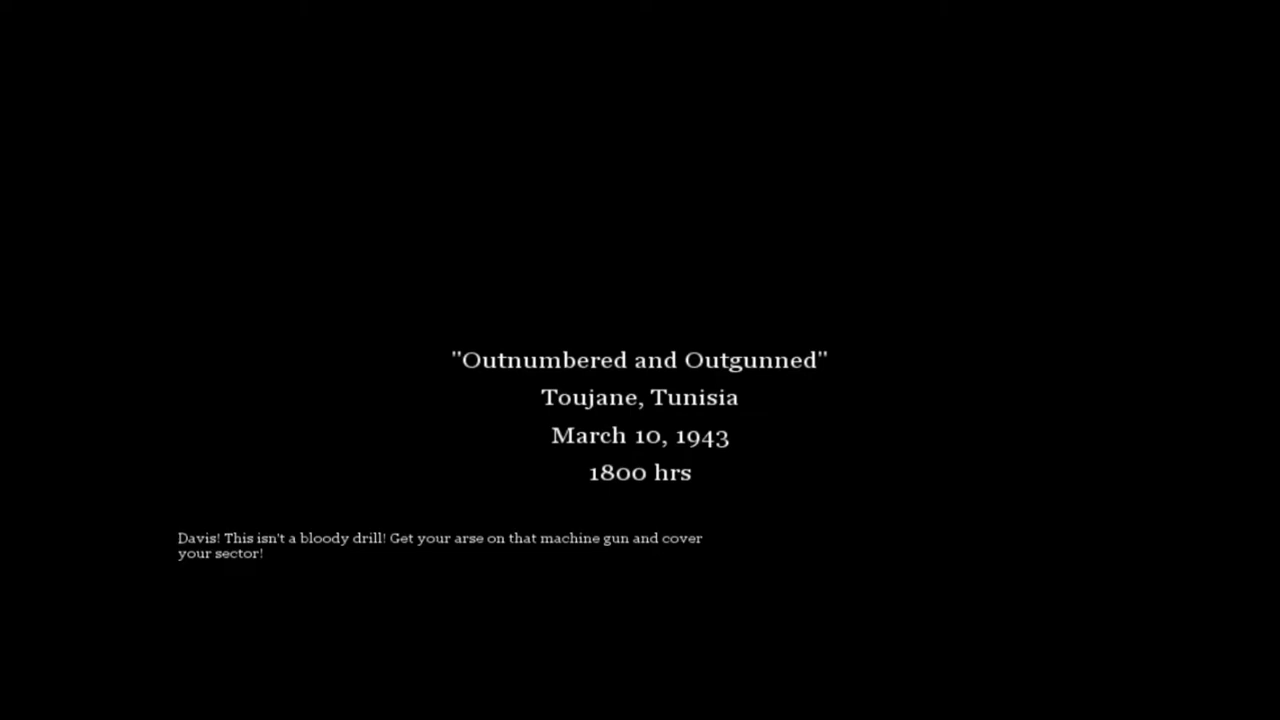 "Outnumbered and Outgunned"
Toujane, Tunisia
March 10, 1943
1800 hrs
Davis! This isn't a bloody drill! Get your arse on that machine gun and cover
your sector!